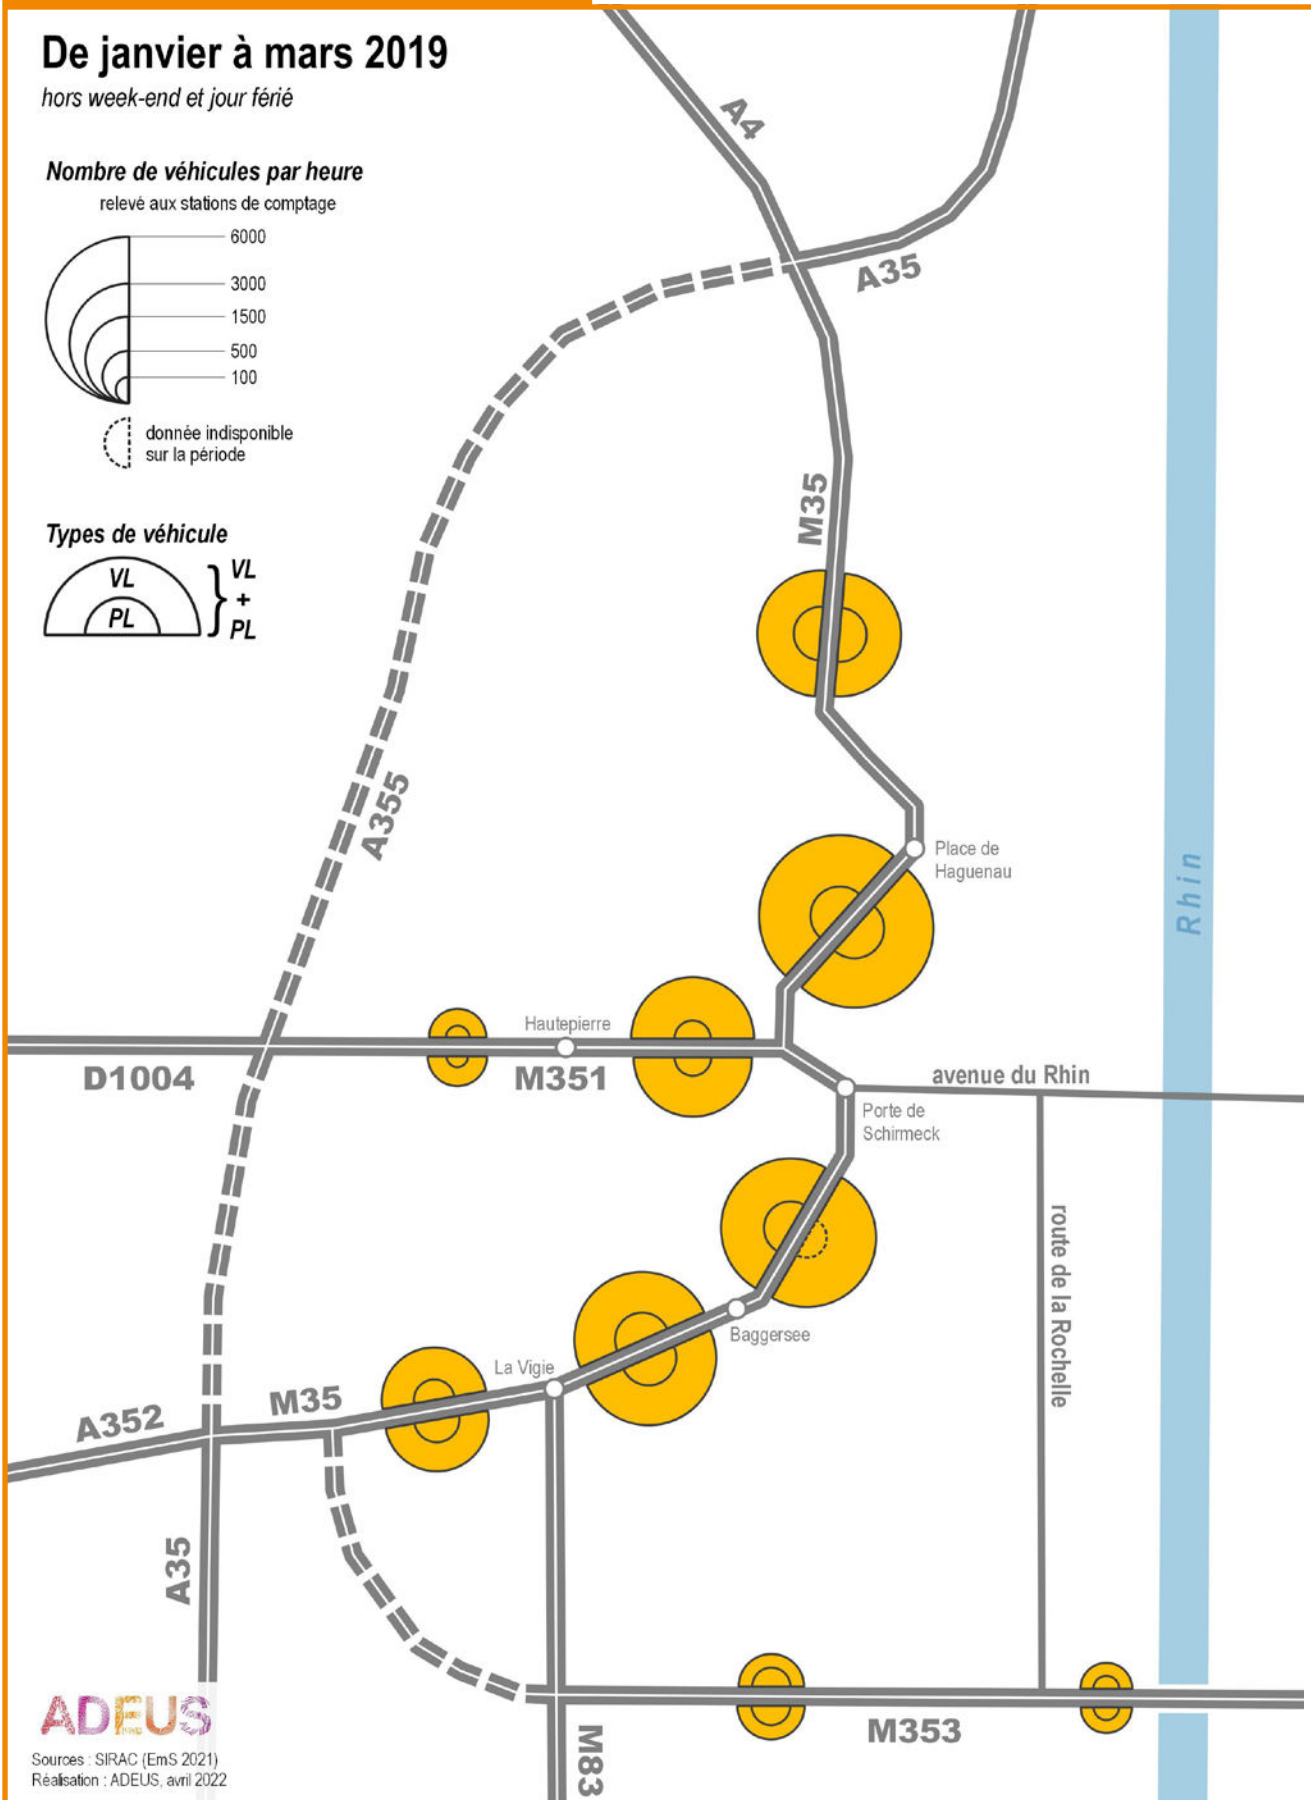 De janvier à mars 2019
hors week-end et jour férié
Nombre de véhicules par heure
relevé aux stations de comptage
6000
3000
1500
500
100
donnée indisponible
sur la période
Types de véhicule
VL
PL
VL
+
PL
A4
A35
M35
A355
Place de
Haguenau
Rhin
Hautepierre
D1004
M351
avenue du Rhin
Porte de
Schirmeck
route de la Rochelle
Baggersee
La Vigie
M35
A352
A35
M353
M83
ADEUS
Sources : SIRAC (EmS 2021)
Réalisation : ADEUS, avril 2022